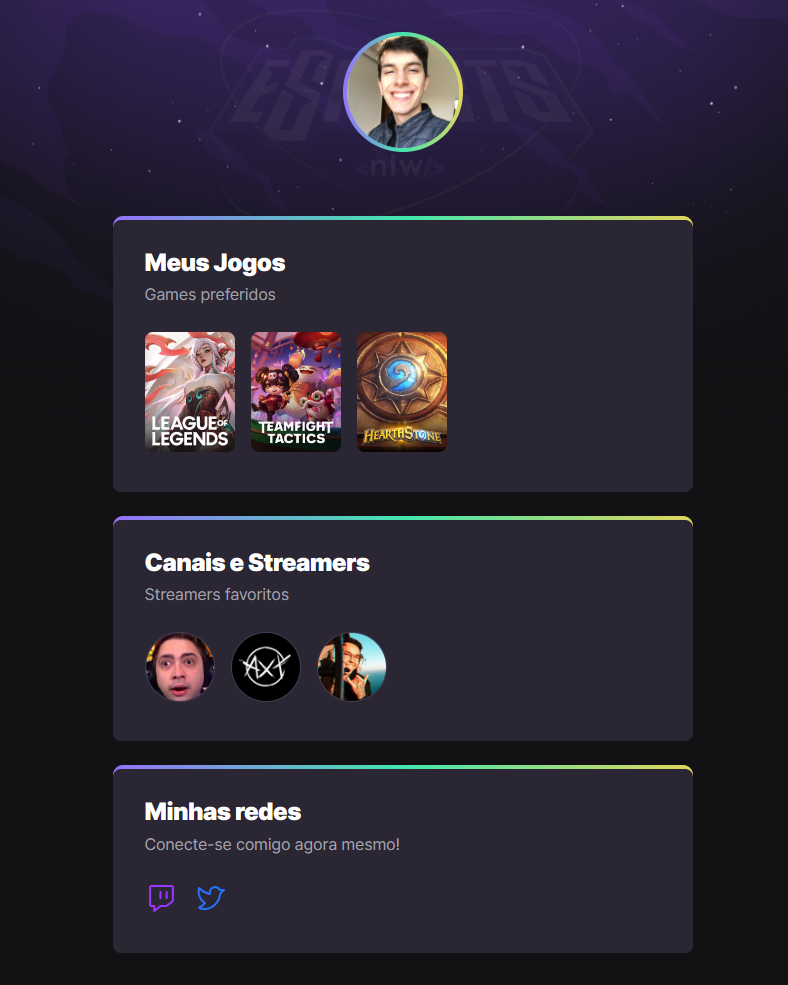 ESPORTS
<nlw/>
Meus Jogos
Games preferidos
LEAGUE OF
LEGENDS
TEAMFIGHT
TACTICS
HEARTHSTONE
Canais e Streamers
Streamers favoritos
AXT
Minhas redes
Conecte-se comigo agora mesmo!